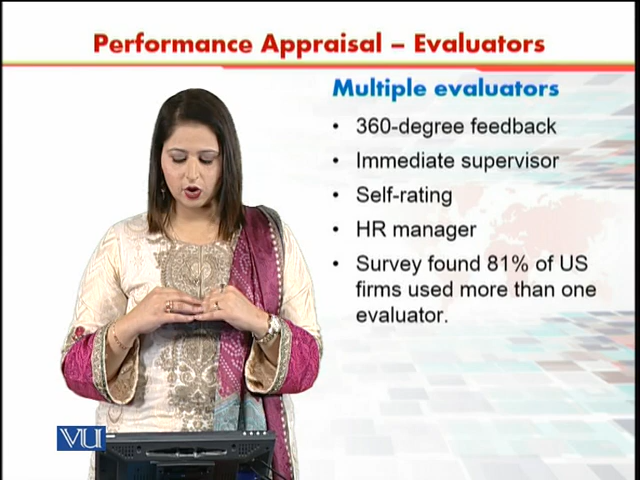 Performance Appraisal – Evaluators
Multiple evaluators
• 360-degree feedback
• Immediate supervisor
• Self-rating
• HR manager
• Survey found 81% of US
firms used more than one
evaluator.
VU